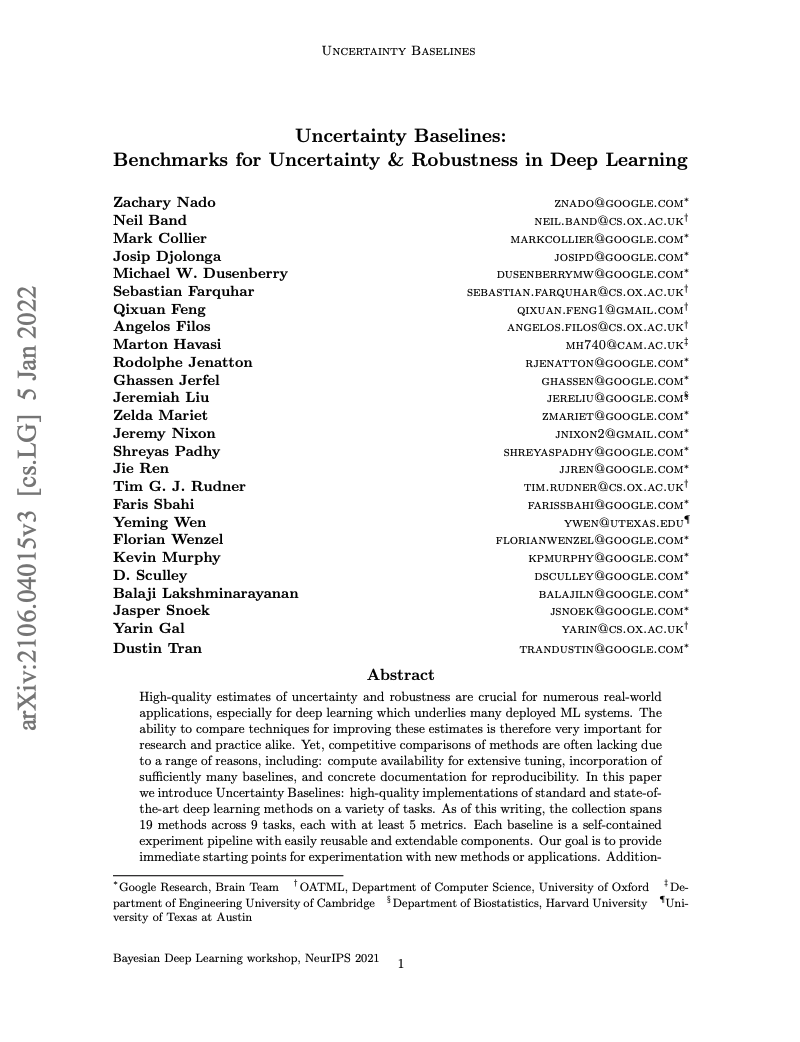 UNCERTAINTY BASELINES
Uncertainty Baselines:
Benchmarks for Uncertainty & Robustness in Deep Learning
Zachary Nado ZNADO@GOOGLE.COM*
Neil Band NEIL.BAND@CS.OX.AC.UK†
Mark Collier MARKCOLLIER@GOOGLE.COM*
Josip Djolonga JOSIPD@GOOGLE.COM*
Michael W. Dusenberry DUSENBERRYMW@GOOGLE.COM*
Sebastian Farquhar SEBASTIAN.FARQUHAR@CS.OX.AC.UK†
Qixuan Feng QIXUAN.FENG1@GMAIL.COM†
Angelos Filos ANGELOS.FILOS@CS.OX.AC.UK†
Marton Havasi MH740@CAM.AC.UK‡
Rodolphe Jenatton RJENATTON@GOOGLE.COM*
Ghassen Jerfel GHASSEN@GOOGLE.COM*
Jeremiah Liu JERELIU@GOOGLE.COM§
Zelda Mariet ZMARIET@GOOGLE.COM*
Jeremy Nixon JNIXON2@GMAIL.COM*
Shreyas Padhy SHREYASPADHY@GOOGLE.COM*
Jie Ren JJREN@GOOGLE.COM*
Tim G. J. Rudner TIM.RUDNER@CS.OX.AC.UK†
Faris Sbahi FARISSBAHI@GOOGLE.COM*
Yeming Wen YWEN@UTEXAS.EDU¶
Florian Wenzel FLORIANWENZEL@GOOGLE.COM*
Kevin Murphy KPMURPHY@GOOGLE.COM*
D. Sculley DSCULLEY@GOOGLE.COM*
Balaji Lakshminarayanan BALAJILN@GOOGLE.COM*
Jasper Snoek JSNOEK@GOOGLE.COM*
Yarin Gal YARIN@CS.OX.AC.UK†
Dustin Tran TRANDUSTIN@GOOGLE.COM*
Abstract
High-quality estimates of uncertainty and robustness are crucial for numerous real-world
applications, especially for deep learning which underlies many deployed ML systems. The
ability to compare techniques for improving these estimates is therefore very important for
research and practice alike. Yet, competitive comparisons of methods are often lacking due
to a range of reasons, including: compute availability for extensive tuning, incorporation of
sufficiently many baselines, and concrete documentation for reproducibility. In this paper
we introduce Uncertainty Baselines: high-quality implementations of standard and state-of-
the-art deep learning methods on a variety of tasks. As of this writing, the collection spans
19 methods across 9 tasks, each with at least 5 metrics. Each baseline is a self-contained
experiment pipeline with easily reusable and extendable components. Our goal is to provide
immediate starting points for experimentation with new methods or applications. Addition-
*Google Research, Brain Team †OATML, Department of Computer Science, University of Oxford ‡De-
partment of Engineering University of Cambridge §Department of Biostatistics, Harvard University ¶Uni-
versity of Texas at Austin
Bayesian Deep Learning workshop, NeurIPS 2021 1
arXiv:2106.04015v3 [cs.LG] 5 Jan 2022